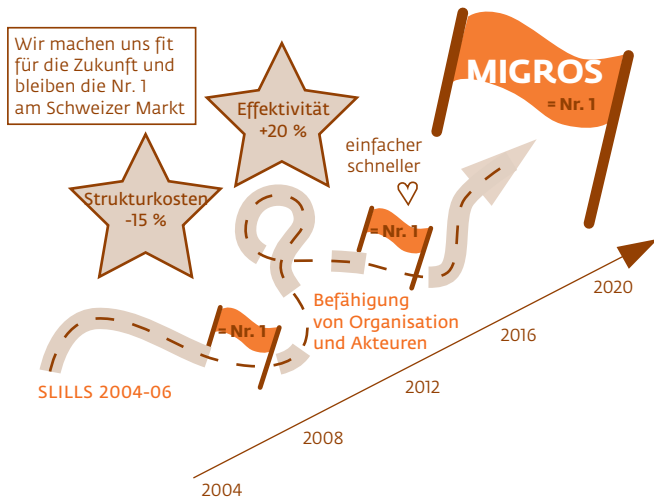 Wir machen uns fit
für die Zukunft und
bleiben die Nr. 1
am Schweizer Markt
Effektivität
+20 %
MIGROS
= Nr. 1
einfacher
schneller
Strukturkosten
-15 %
= Nr. 1
Befähigung
von Organisation
und Akteuren
= Nr. 1
SLILLS 2004-06
2020
2016
2012
2008
2004